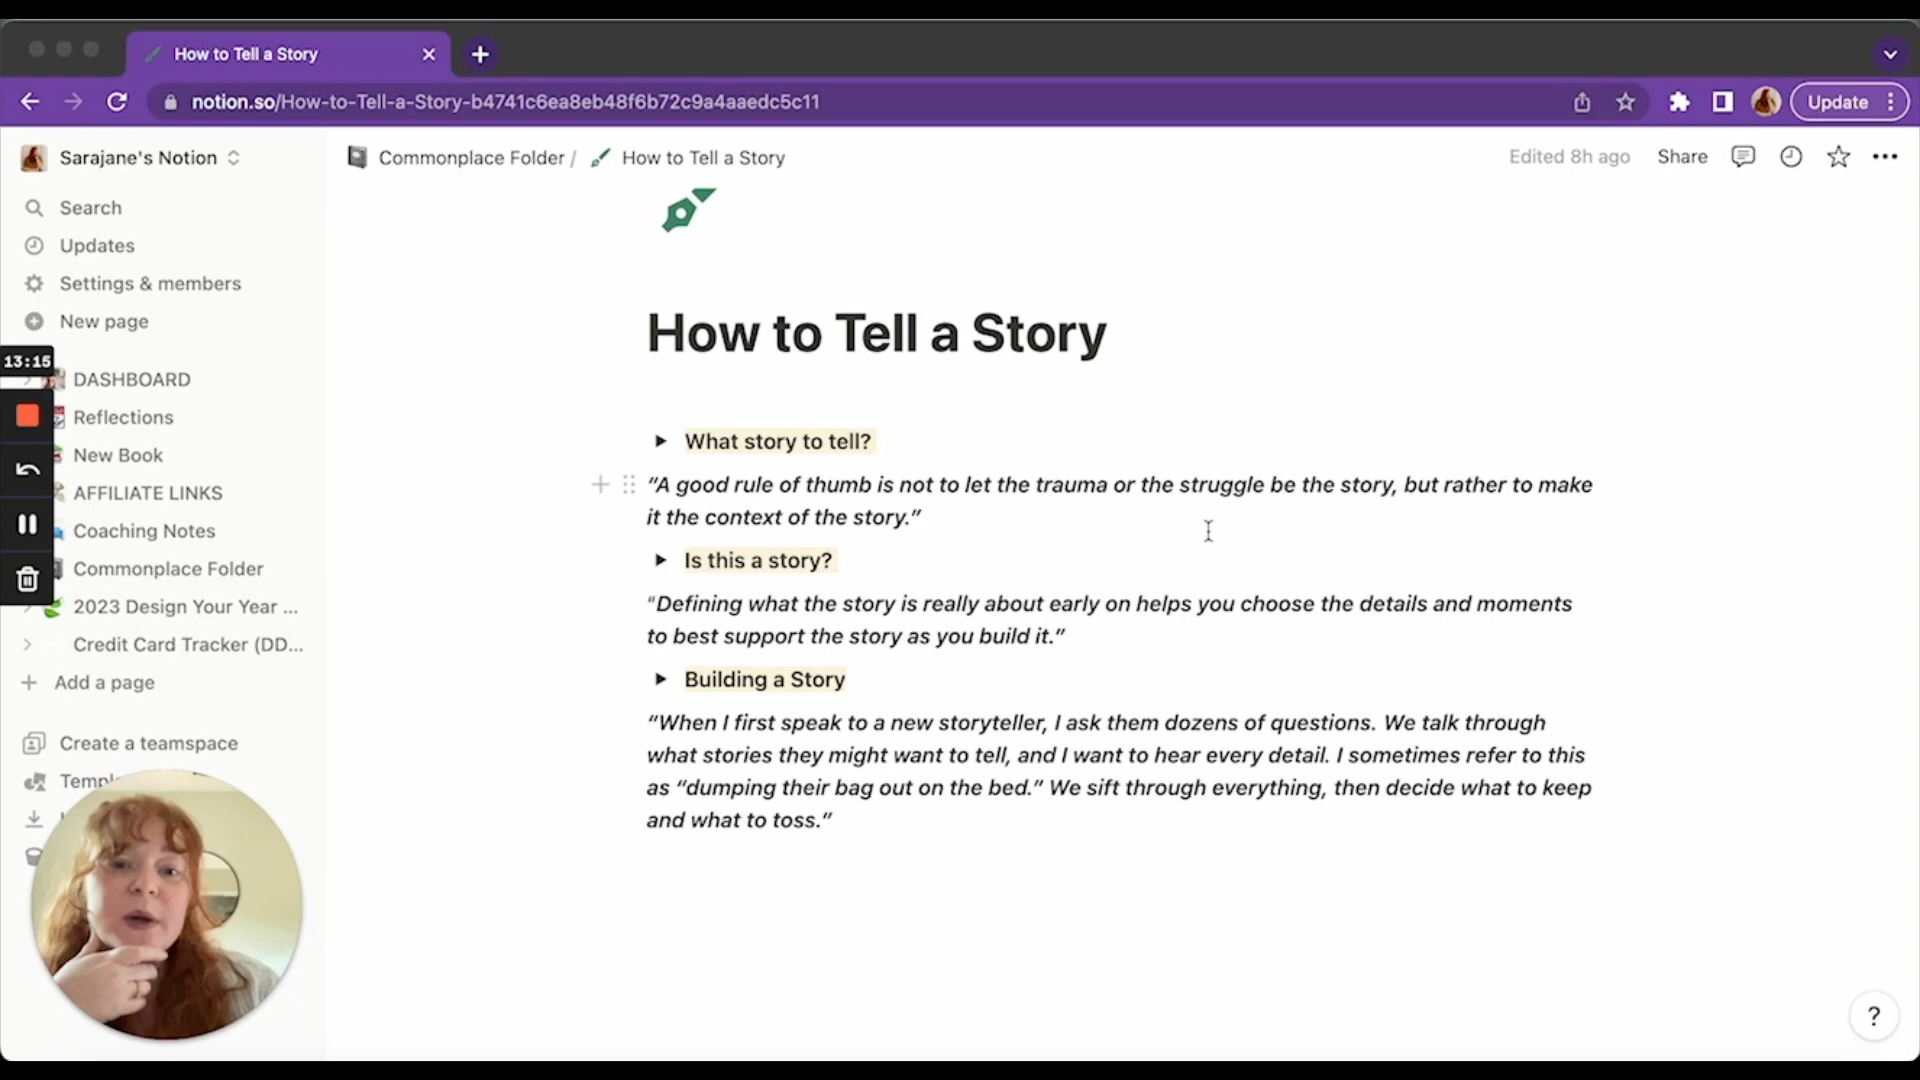 How to Tell a Story
notion.so/How-to-Tell-a-Story-b4741c6ea8eb48f6b72c9a4aaedc5c11
Update
Sarajane's Notion
Commonplace Folder / How to Tell a Story
Edited 8h ago
Share
Search
Updates
Settings & members
New page
13:15
DASHBOARD
Reflections
New Book
AFFILIATE LINKS
Coaching Notes
Commonplace Folder
2023 Design Your Year ...
Credit Card Tracker (DD...
Add a page
Create a teamspace
Templ
How to Tell a Story
What story to tell?
“A good rule of thumb is not to let the trauma or the struggle be the story, but rather to make
it the context of the story.”
Is this a story?
"Defining what the story is really about early on helps you choose the details and moments
to best support the story as you build it.”
Building a Story
“When I first speak to a new storyteller, I ask them dozens of questions. We talk through
what stories they might want to tell, and I want to hear every detail. I sometimes refer to this
as “dumping their bag out on the bed.” We sift through everything, then decide what to keep
and what to toss.”
?